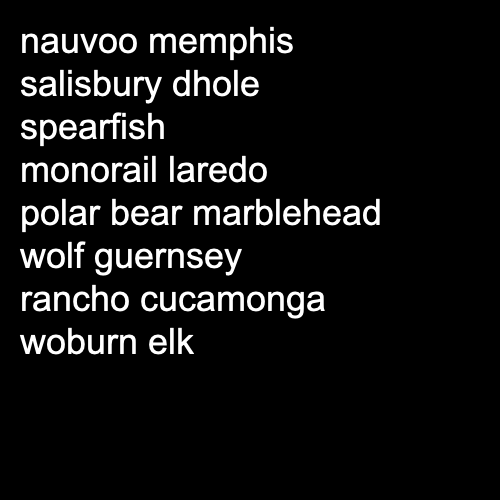 nauvoo memphis
salisbury dhole
spearfish
monorail laredo
polar bear marblehead
wolf guernsey
rancho cucamonga
woburn elk